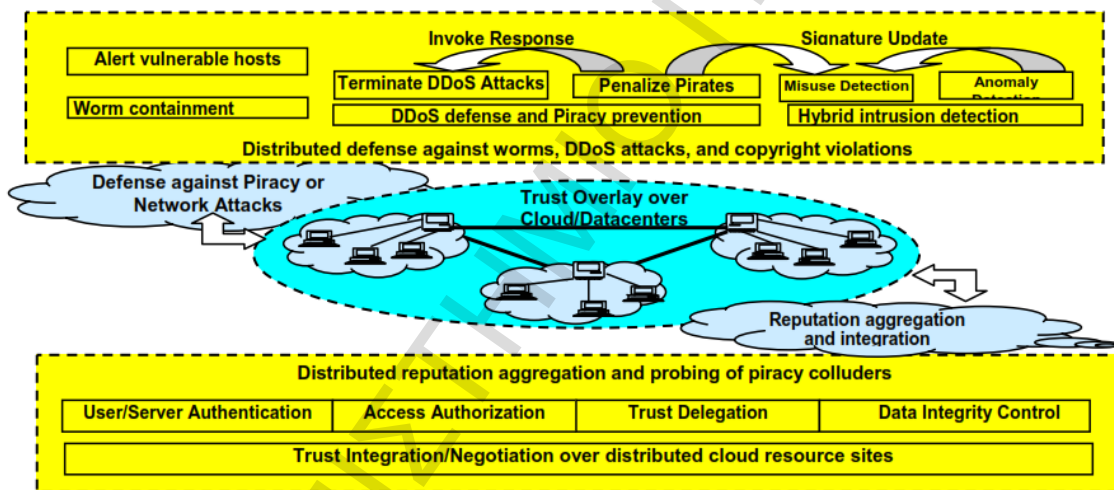 Invoke Response
Signature Update
Alert vulnerable hosts
Terminate DDoS Attacks
Penalize Pirates
Misuse Detection
Anomaly
Worm containment
DDoS defense and Piracy prevention
Hybrid intrusion detection
Distributed defense against worms, DDoS attacks, and copyright violations
Defense against Piracy or
Network Attacks
Trust Overlay over
Cloud/Datacenters
Reputation aggregation
and integration
Distributed reputation aggregation and probing of piracy colluders
User/Server Authentication
Access Authorization
Trust Delegation
Data Integrity Control
Trust Integration/Negotiation over distributed cloud resource sites